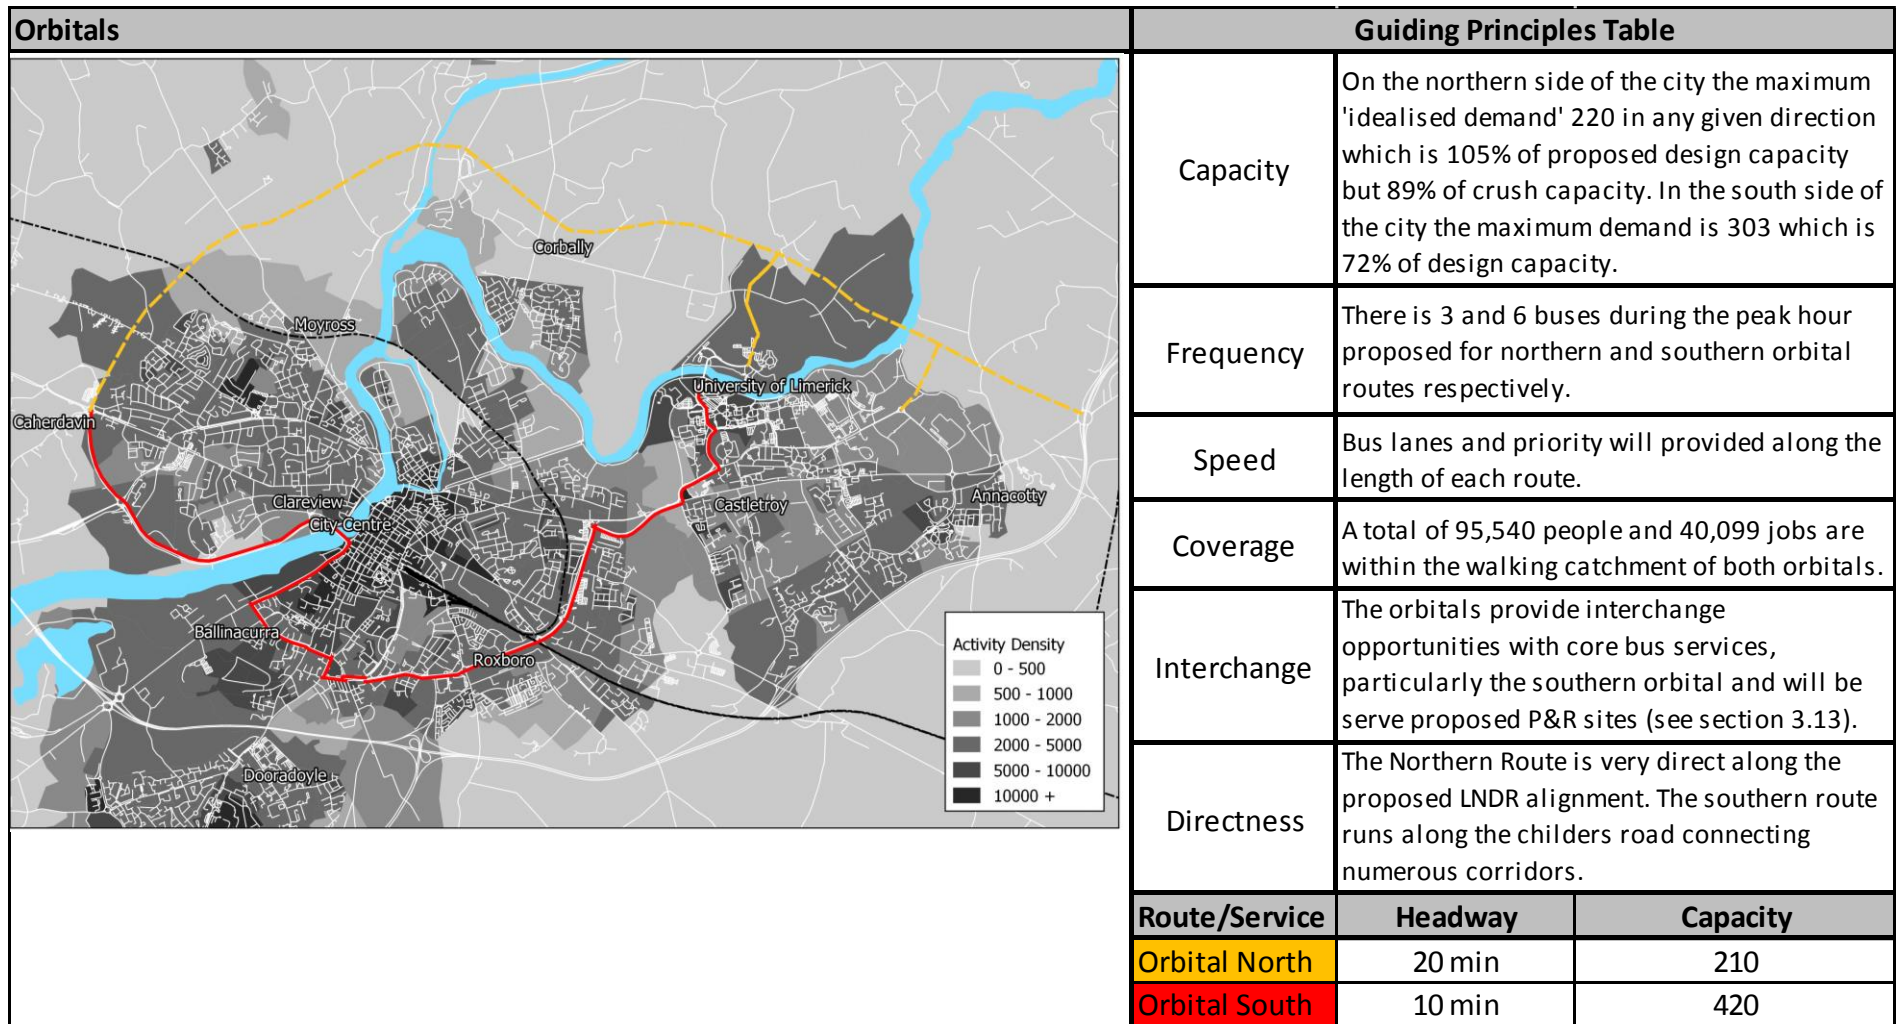 Orbitals
Guiding Principles Table
Corbally
Moyross
University of Limerick
Caherdavin
Clareview
City Centre
Castletroy
Annacotty
Ballinacurra
Roxboro
Dooradoyle
Activity Density
0 - 500
500 - 1000
1000 - 2000
2000 - 5000
5000 - 10000
10000 +
Capacity
On the northern side of the city the maximum
'idealised demand' 220 in any given direction
which is 105% of proposed design capacity
but 89% of crush capacity. In the south side of
the city the maximum demand is 303 which is
72% of design capacity.
Frequency
There is 3 and 6 buses during the peak hour
proposed for northern and southern orbital
routes respectively.
Speed
Bus lanes and priority will provided along the
length of each route.
Coverage
A total of 95,540 people and 40,099 jobs are
within the walking catchment of both orbitals.
Interchange
The orbitals provide interchange
opportunities with core bus services,
particularly the southern orbital and will be
serve proposed P&R sites (see section 3.13).
Directness
The Northern Route is very direct along the
proposed LNDR alignment. The southern route
runs along the childers road connecting
numerous corridors.
Route/Service Headway Capacity
Orbital North 20 min 210
Orbital South 10 min 420